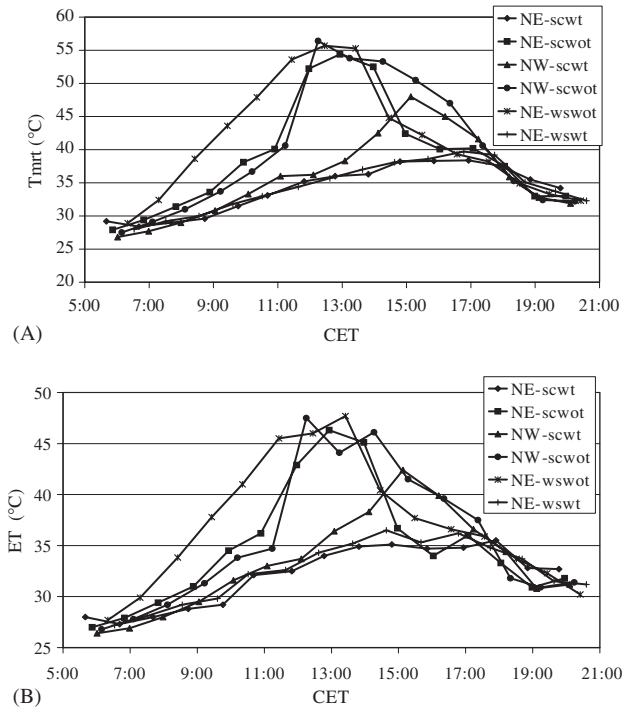 60
55
50
45
40
35
30
25
20
Tmrt (°C)
5:00 7:00 9:00 11:00 13:00 15:00 17:00 19:00 21:00
CET
NE-scwt
NE-scwot
NW-scwt
NW-scwot
NE-wswot
NE-wswt
(A)
50
45
40
35
30
25
ET (°C)
5:00 7:00 9:00 11:00 13:00 15:00 17:00 19:00 21:00
CET
NE-scwt
NE-scwot
NW-scwt
NW-scwot
NE-wswot
NE-wswt
(B)